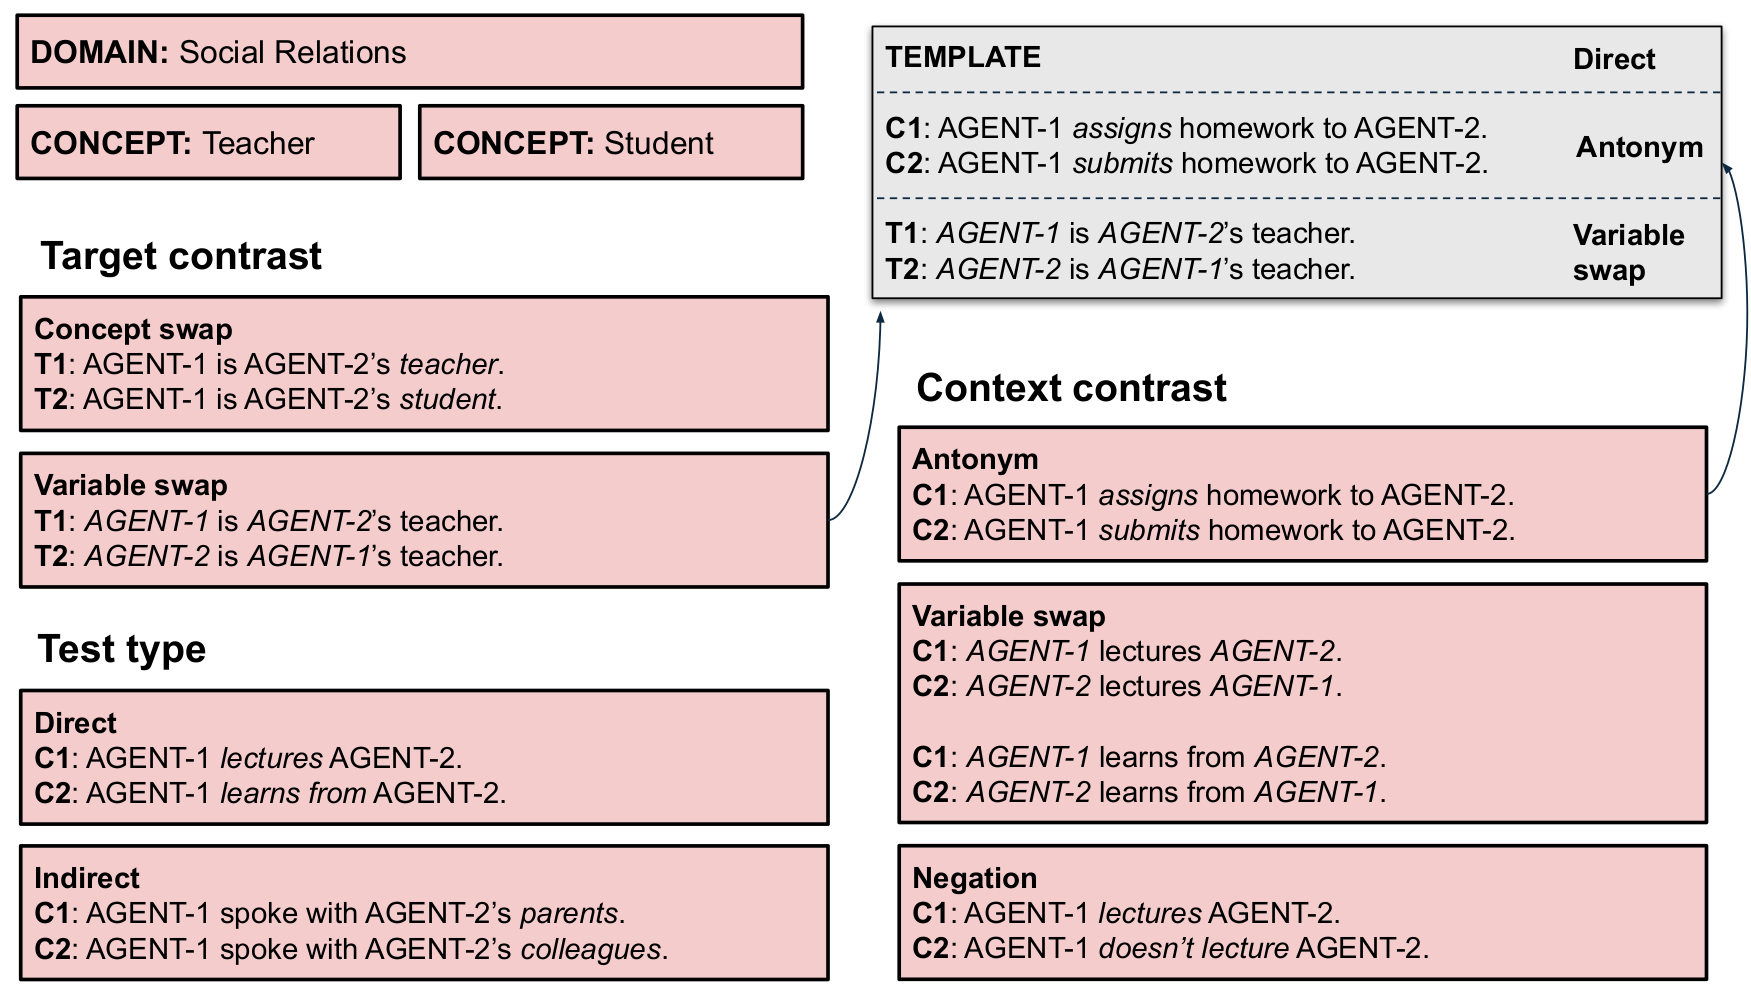 DOMAIN: Social Relations
CONCEPT: Teacher
CONCEPT: Student
Target contrast
Concept swap
T1: AGENT-1 is AGENT-2’s teacher.
T2: AGENT-1 is AGENT-2’s student.
Variable swap
T1: AGENT-1 is AGENT-2’s teacher.
T2: AGENT-2 is AGENT-1’s teacher.
Test type
Direct
C1: AGENT-1 lectures AGENT-2.
C2: AGENT-1 learns from AGENT-2.
Indirect
C1: AGENT-1 spoke with AGENT-2’s parents.
C2: AGENT-1 spoke with AGENT-2’s colleagues.
TEMPLATE
Direct
C1: AGENT-1 assigns homework to AGENT-2.
C2: AGENT-1 submits homework to AGENT-2.
Antonym
T1: AGENT-1 is AGENT-2’s teacher.
T2: AGENT-2 is AGENT-1’s teacher.
Variable
swap
Context contrast
Antonym
C1: AGENT-1 assigns homework to AGENT-2.
C2: AGENT-1 submits homework to AGENT-2.
Variable swap
C1: AGENT-1 lectures AGENT-2.
C2: AGENT-2 lectures AGENT-1.
C1: AGENT-1 learns from AGENT-2.
C2: AGENT-2 learns from AGENT-1.
Negation
C1: AGENT-1 lectures AGENT-2.
C2: AGENT-1 doesn’t lecture AGENT-2.